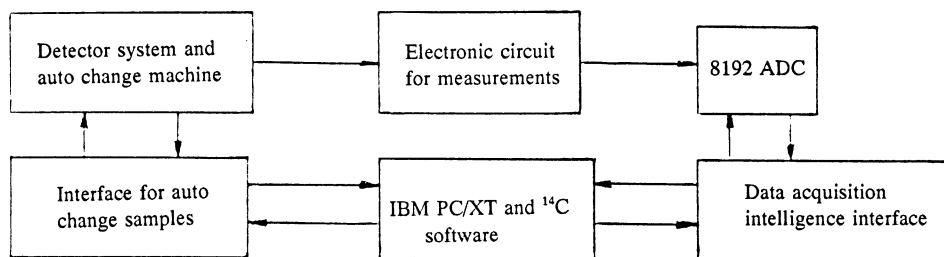 Detector system and
auto change machine
Electronic circuit
for measurements
8192 ADC
Interface for auto
change samples
IBM PC/XT and ¹⁴C
software
Data acquisition
intelligence interface